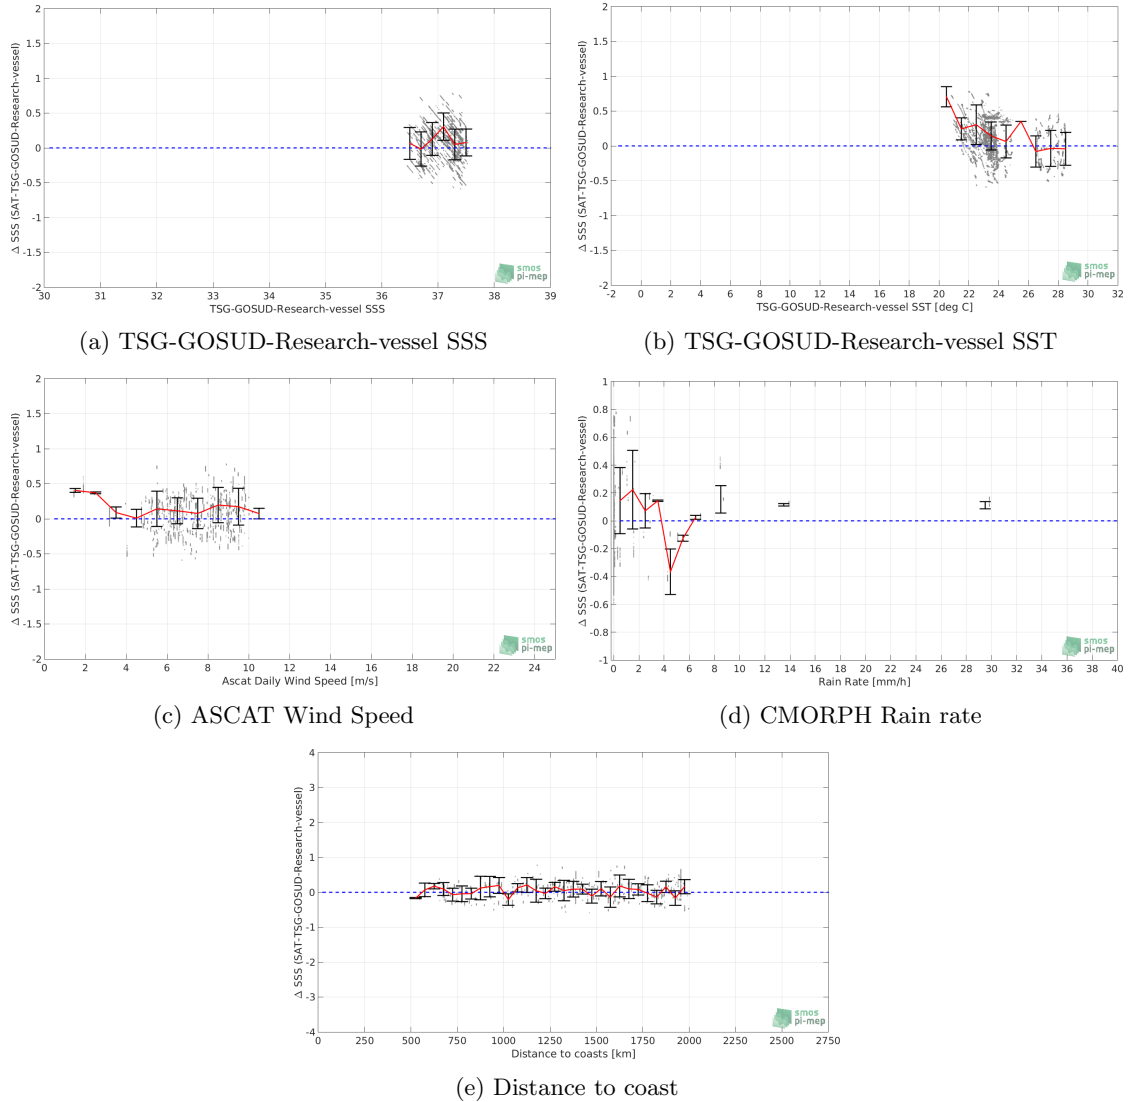 2
1.5
1
0.5
0
-0.5
-1
-1.5
-2
Δ SSS (SAT-TSG-GOSUD-Research-vessel)
30 31 32 33 34 35 36 37 38 39
TSG-GOSUD-Research-vessel SSS
smos
pi-mep
(a) TSG-GOSUD-Research-vessel SSS
2
1.5
1
0.5
0
-0.5
-1
-1.5
-2
Δ SSS (SAT-TSG-GOSUD-Research-vessel)
-2 0 2 4 6 8 10 12 14 16 18 20 22 24 26 28 30 32
TSG-GOSUD-Research-vessel SST [deg C]
smos
pi-mep
(b) TSG-GOSUD-Research-vessel SST
2
1.5
1
0.5
0
-0.5
-1
-1.5
-2
Δ SSS (SAT-TSG-GOSUD-Research-vessel)
0 2 4 6 8 10 12 14 16 18 20 22 24
Ascat Daily Wind Speed [m/s]
smos
pi-mep
(c) ASCAT Wind Speed
1
0.8
0.6
0.4
0.2
0
-0.2
-0.4
-0.6
-0.8
-1
Δ SSS (SAT-TSG-GOSUD-Research-vessel)
0 2 4 6 8 10 12 14 16 18 20 22 24 26 28 30 32 34 36 38 40
Rain Rate [mm/h]
smos
pi-mep
(d) CMORPH Rain rate
4
3
2
1
0
-1
-2
-3
-4
Δ SSS (SAT-TSG-GOSUD-Research-vessel)
0 250 500 750 1000 1250 1500 1750 2000 2250 2500 2750
Distance to coasts [km]
smos
pi-mep
(e) Distance to coast